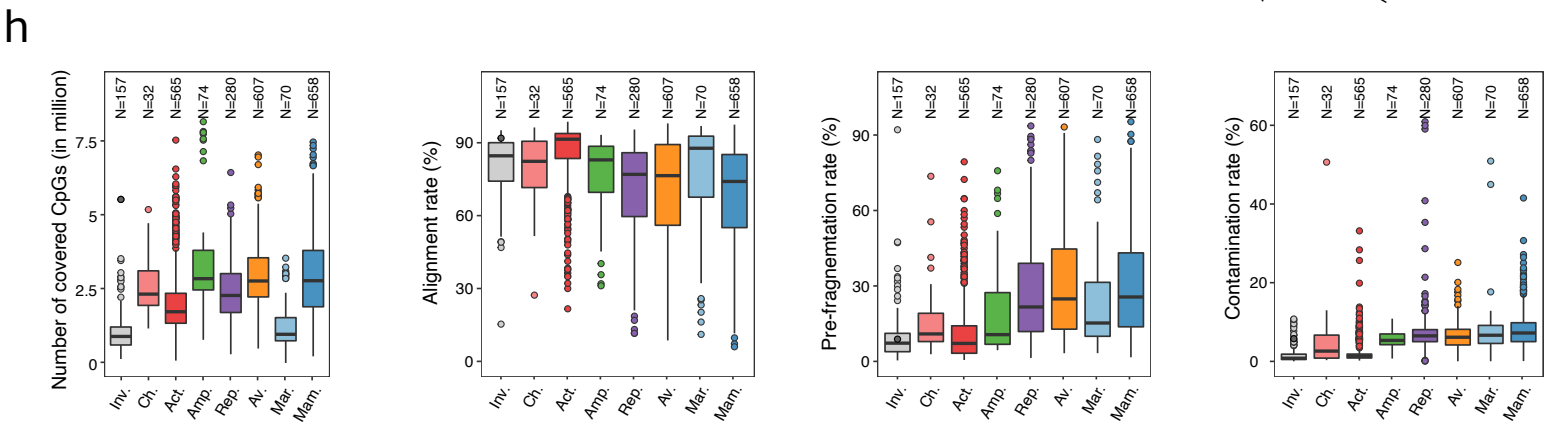 h
Number of covered CpGs (in million)
7.5
5
2.5
0
N=157
N=32
N=565
N=74
N=280
N=607
N=70
N=658
Inv.
Ch.
Act.
Amp.
Rep.
Av.
Mar.
Mam.
Alignment rate (%)
90
60
30
0
N=157
N=32
N=565
N=74
N=280
N=607
N=70
N=658
Inv.
Ch.
Act.
Amp.
Rep.
Av.
Mar.
Mam.
Pre-fragmentation rate (%)
90
60
30
0
N=157
N=32
N=565
N=74
N=280
N=607
N=70
N=658
Inv.
Ch.
Act.
Amp.
Rep.
Av.
Mar.
Mam.
Contamination rate (%)
60
40
20
0
N=157
N=32
N=565
N=74
N=280
N=607
N=70
N=658
Inv.
Ch.
Act.
Amp.
Rep.
Av.
Mar.
Mam.